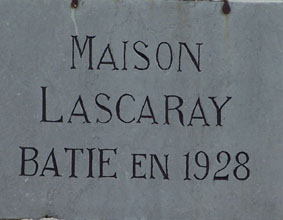 MAISON
LASCARAY
BATIE EN 1928